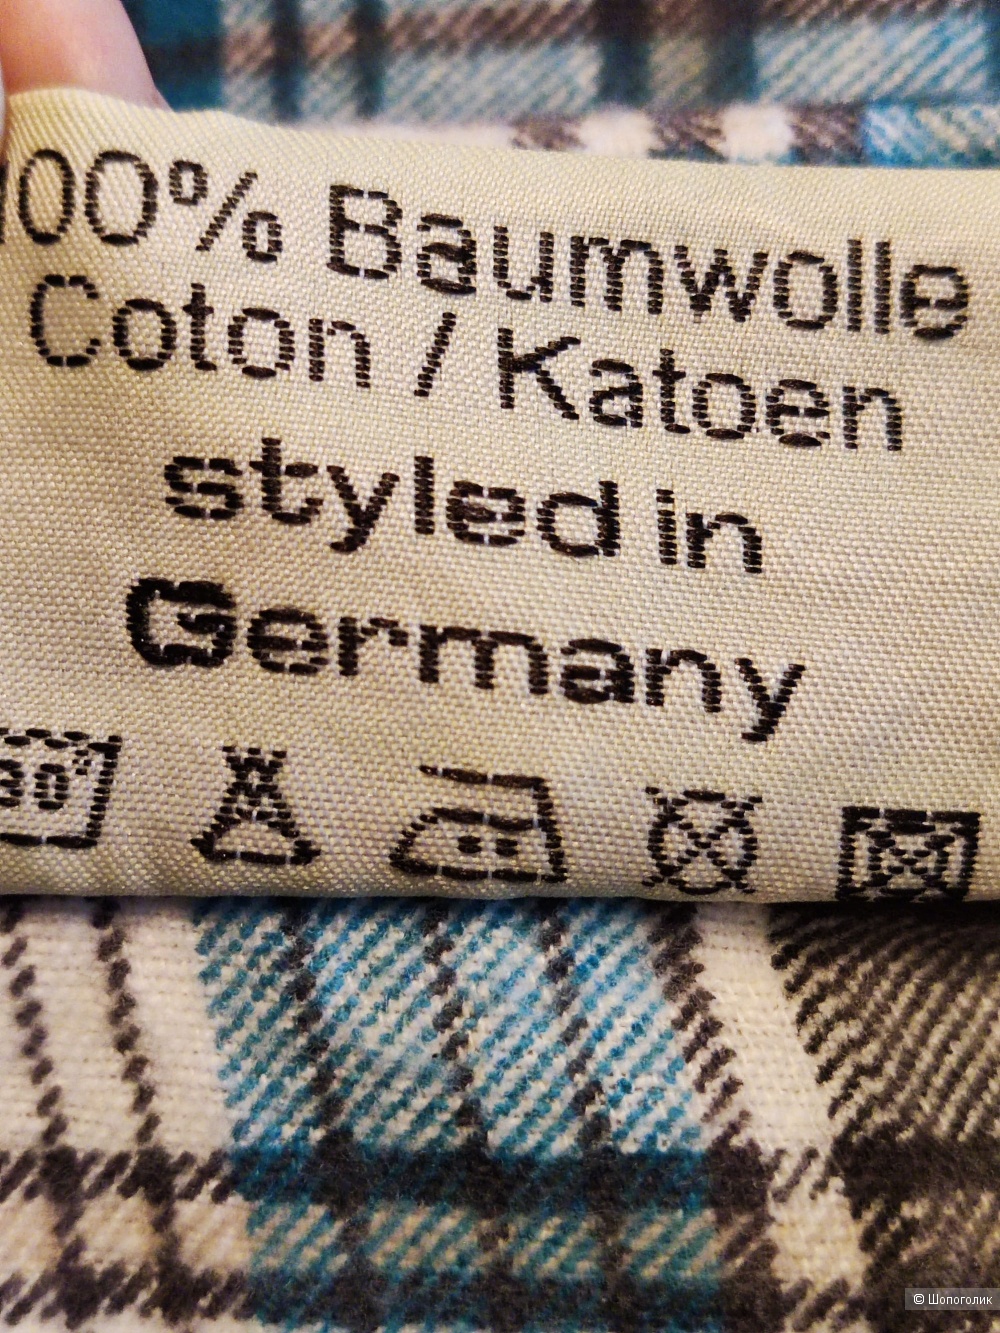 100% Baumwolle
Coton / Katoen
styled in
Germany
30°
© Шопоголик